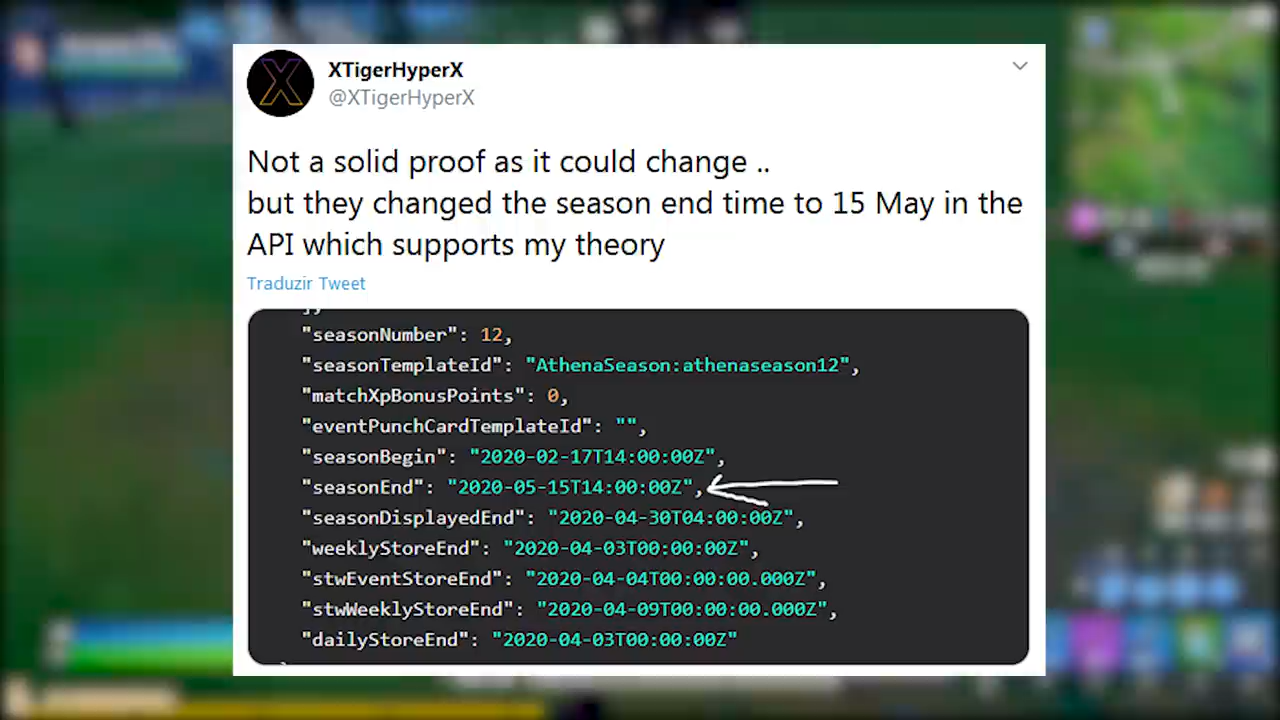 XTigerHyperX
@XTigerHyperX
Not a solid proof as it could change ..
but they changed the season end time to 15 May in the
API which supports my theory
Traduzir Tweet
"seasonNumber": 12,
"seasonTemplateId": "AthenaSeason:athenaseason12",
"matchXpBonusPoints": 0,
"eventPunchCardTemplateId": "",
"seasonBegin": "2020-02-17T14:00:00Z",
"seasonEnd": "2020-05-15T14:00:00Z",
"seasonDisplayedEnd": "2020-04-30T04:00:00Z",
"weeklyStoreEnd": "2020-04-03T00:00:00Z",
"stwEventStoreEnd": "2020-04-04T00:00:00.000Z",
"stwWeeklyStoreEnd": "2020-04-09T00:00:00.000Z",
"dailyStoreEnd": "2020-04-03T00:00:00Z"